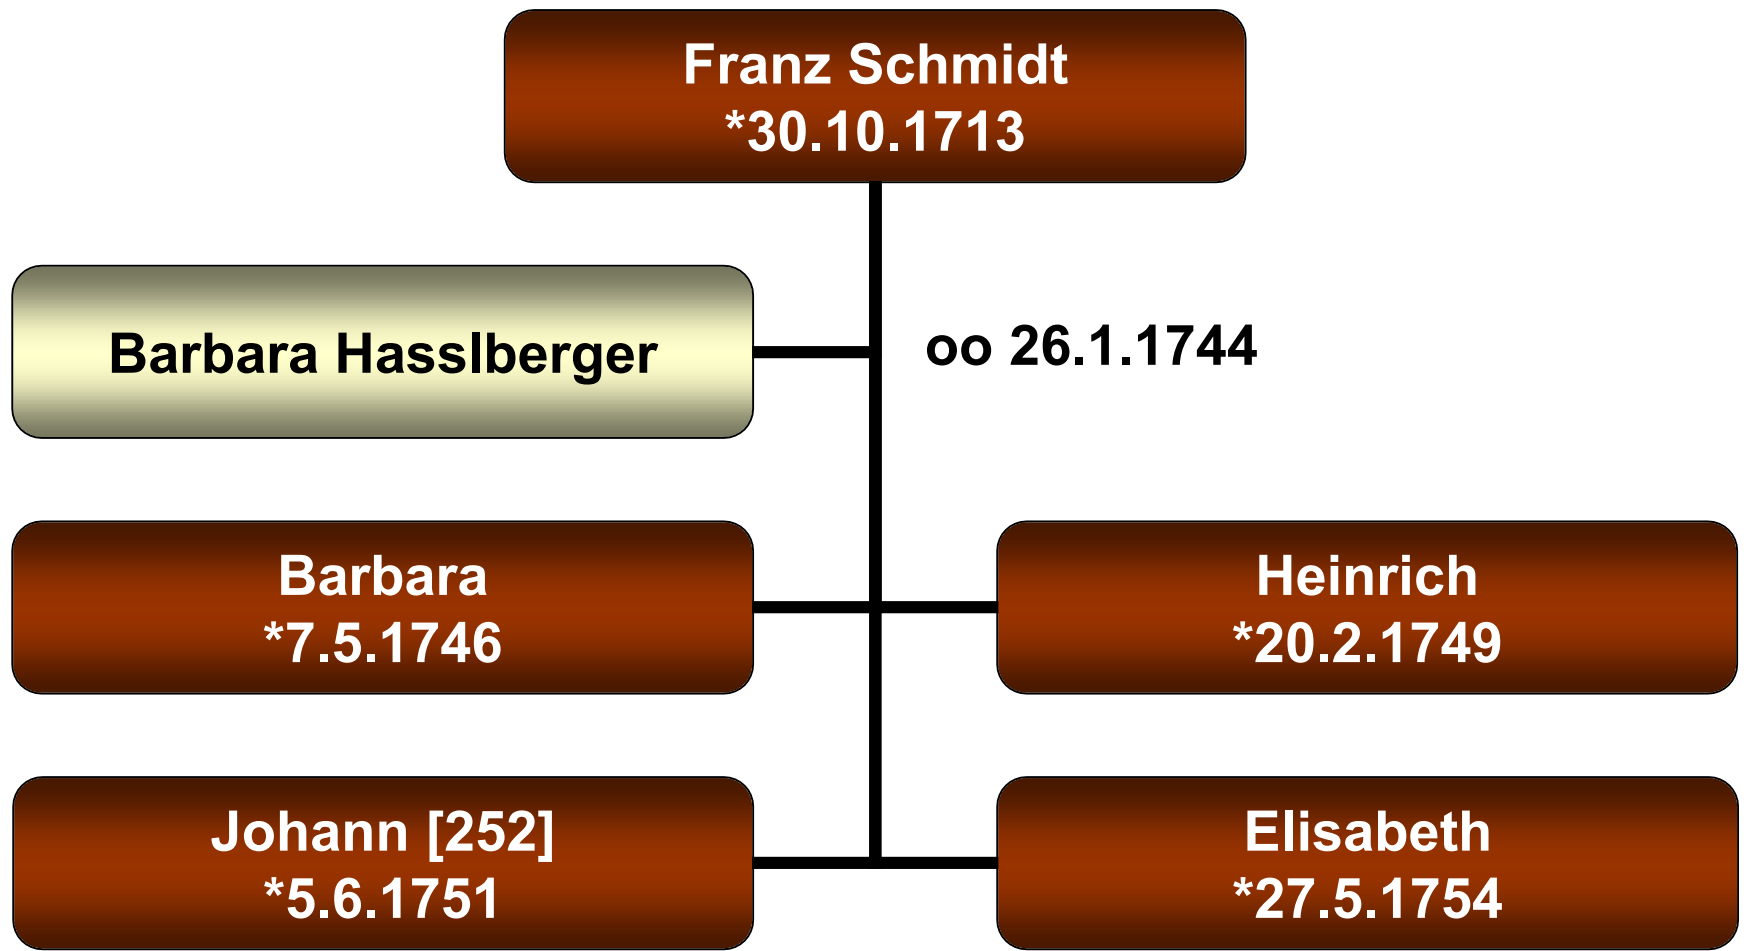 Franz Schmidt
*30.10.1713
Barbara Hasslberger
oo 26.1.1744
Barbara
*7.5.1746
Heinrich
*20.2.1749
Johann [252]
*5.6.1751
Elisabeth
*27.5.1754